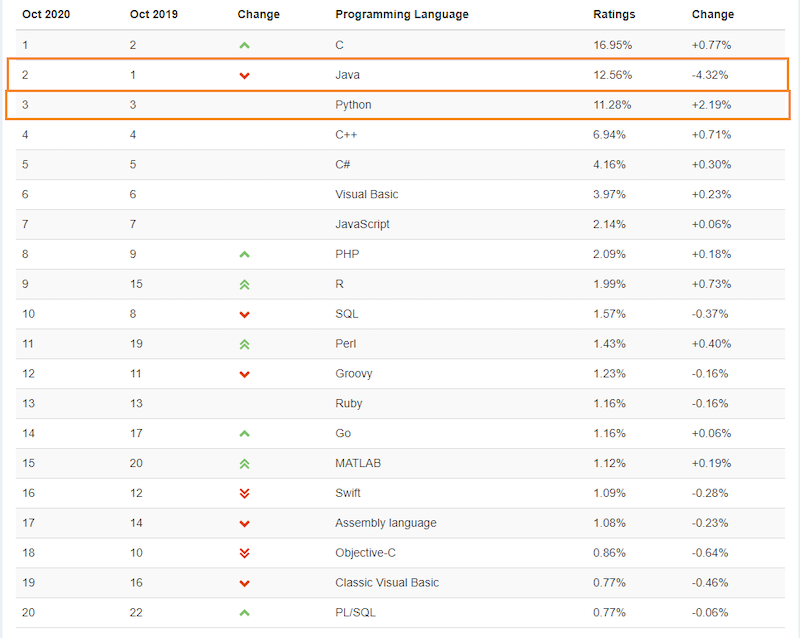 Oct 2020 Oct 2019 Change Programming Language Ratings Change
1 2 C 16.95% +0.77%
2 1 Java 12.56% -4.32%
3 3 Python 11.28% +2.19%
4 4 C++ 6.94% +0.71%
5 5 C# 4.16% +0.30%
6 6 Visual Basic 3.97% +0.23%
7 7 JavaScript 2.14% +0.06%
8 9 PHP 2.09% +0.18%
9 15 R 1.99% +0.73%
10 8 SQL 1.57% -0.37%
11 19 Perl 1.43% +0.40%
12 11 Groovy 1.23% -0.16%
13 13 Ruby 1.16% -0.16%
14 17 Go 1.16% +0.06%
15 20 MATLAB 1.12% +0.19%
16 12 Swift 1.09% -0.28%
17 14 Assembly language 1.08% -0.23%
18 10 Objective-C 0.86% -0.64%
19 16 Classic Visual Basic 0.77% -0.46%
20 22 PL/SQL 0.77% -0.06%